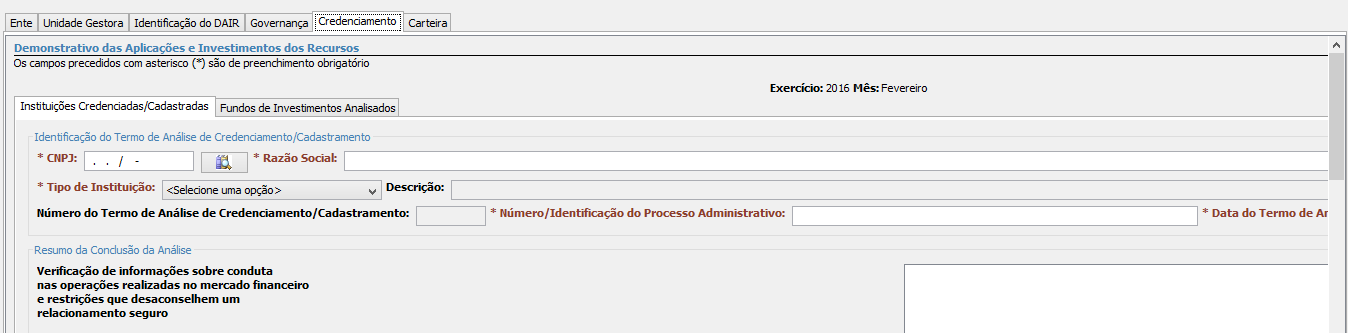 Ente Unidade Gestora Identificação do DAIR Governança Credenciamento Carteira
Demonstrativo das Aplicações e Investimentos dos Recursos
Os campos precedidos com asterisco (*) são de preenchimento obrigatório
Exercício: 2016 Mês: Fevereiro
Instituições Credenciadas/Cadastradas Fundos de Investimentos Analisados
Identificação do Termo de Análise de Credenciamento/Cadastramento
* CNPJ: . . / - * Razão Social:
* Tipo de Instituição: <Selecione uma opção> Descrição:
Número do Termo de Análise de Credenciamento/Cadastramento: * Número/Identificação do Processo Administrativo: * Data do Termo de An
Resumo da Conclusão da Análise
Verificação de informações sobre conduta
nas operações realizadas no mercado financeiro
e restrições que desaconselhem um
relacionamento seguro